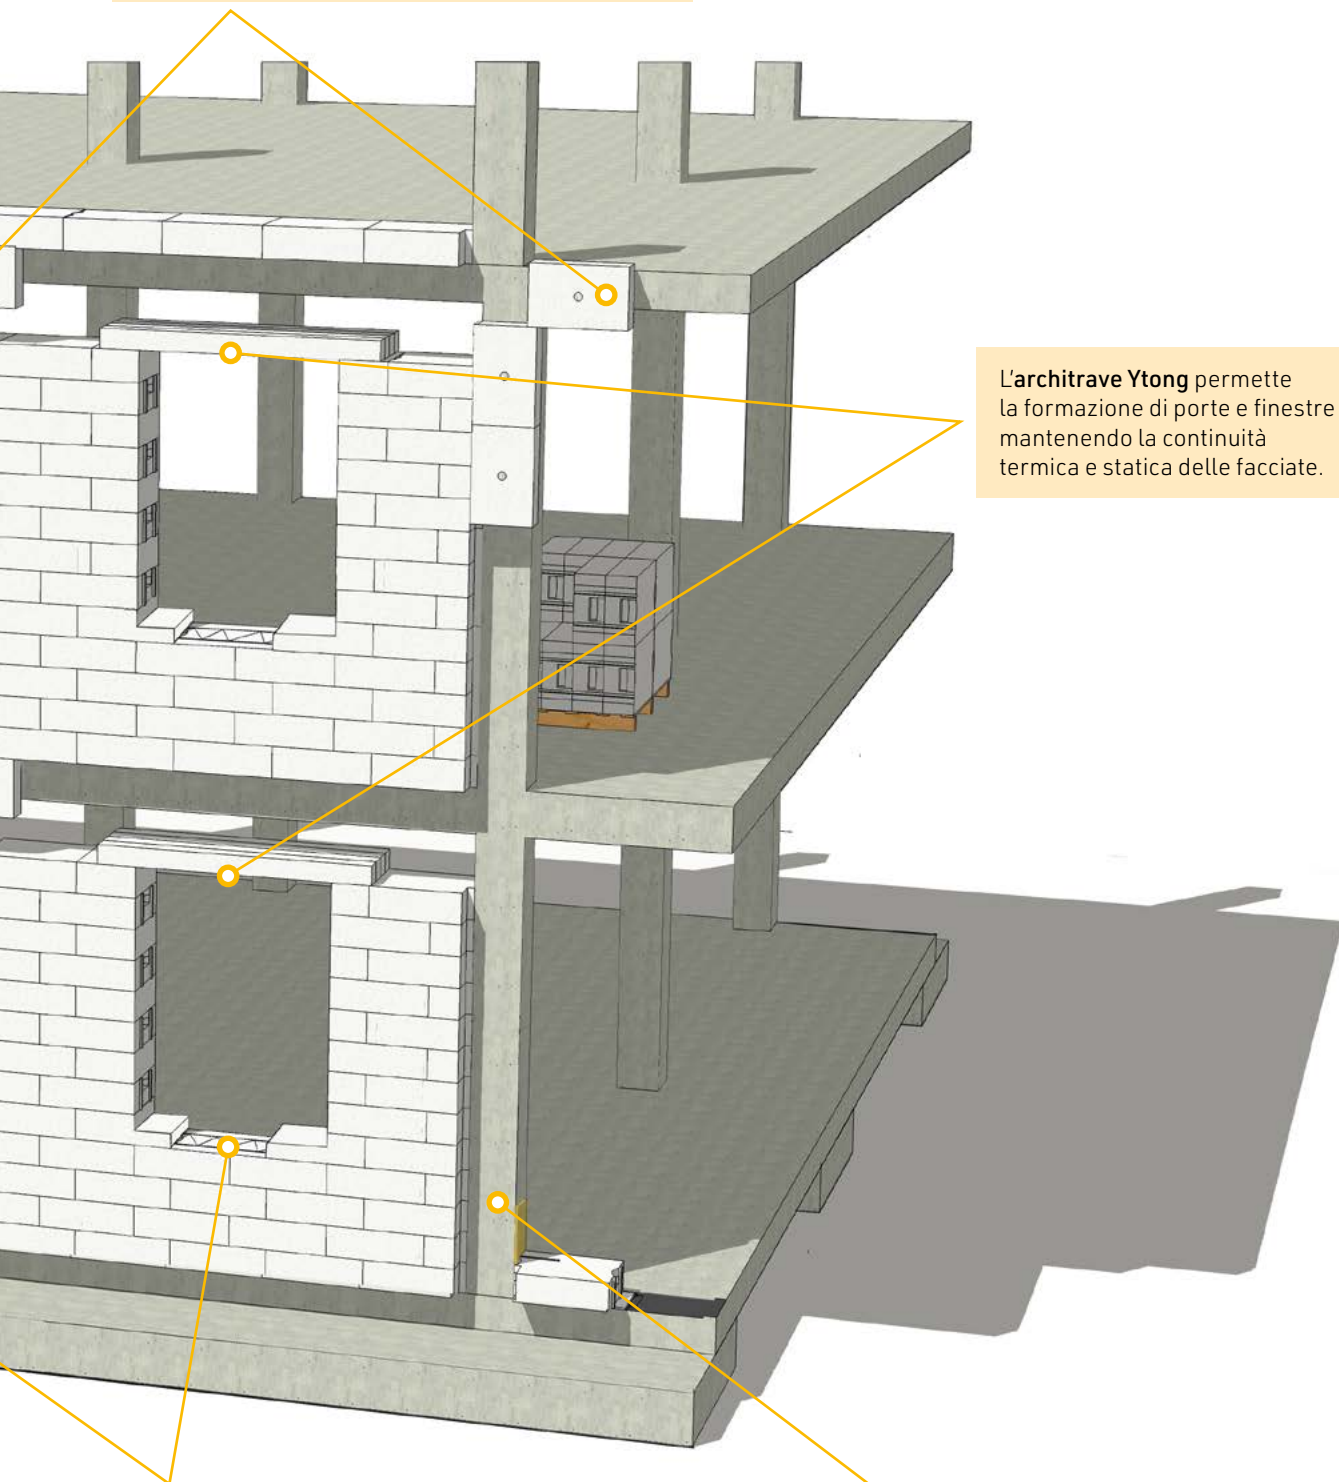 L’architrave Ytong permette
la formazione di porte e finestre
mantenendo la continuità
termica e statica delle facciate.